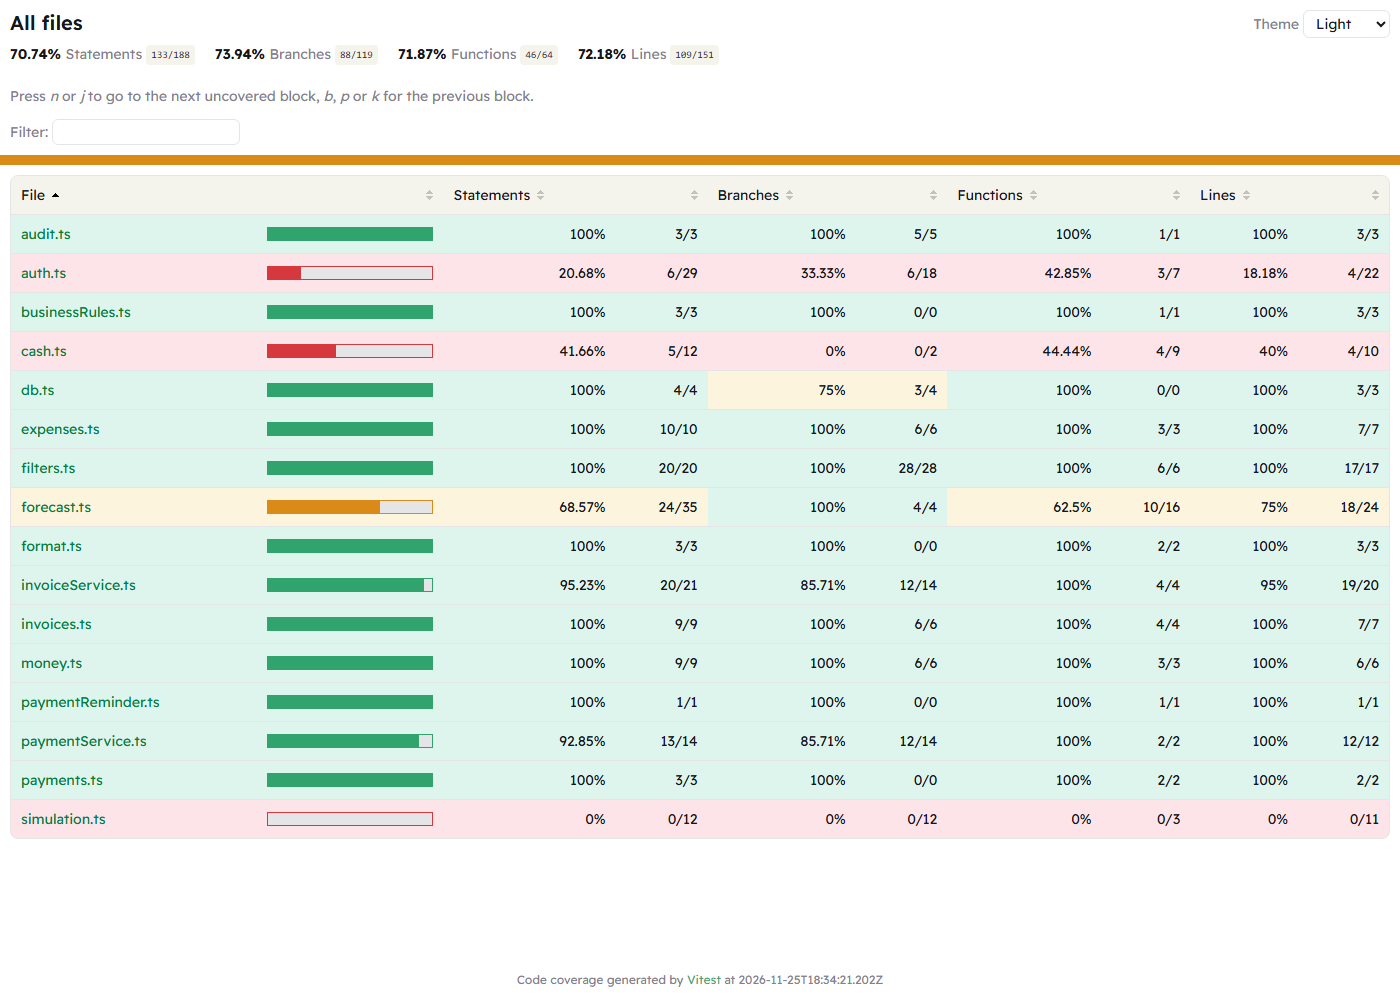 All files
Theme Light
70.74% Statements 133/188 73.94% Branches 88/119 71.87% Functions 46/64 72.18% Lines 109/151
Press n or j to go to the next uncovered block, b, p or k for the previous block.
Filter:
File Statements Branches Functions Lines
audit.ts 100% 3/3 100% 5/5 100% 1/1 100% 3/3
auth.ts 20.68% 6/29 33.33% 6/18 42.85% 3/7 18.18% 4/22
businessRules.ts 100% 3/3 100% 0/0 100% 1/1 100% 3/3
cash.ts 41.66% 5/12 0% 0/2 44.44% 4/9 40% 4/10
db.ts 100% 4/4 75% 3/4 100% 0/0 100% 3/3
expenses.ts 100% 10/10 100% 6/6 100% 3/3 100% 7/7
filters.ts 100% 20/20 100% 28/28 100% 6/6 100% 17/17
forecast.ts 68.57% 24/35 100% 4/4 62.5% 10/16 75% 18/24
format.ts 100% 3/3 100% 0/0 100% 2/2 100% 3/3
invoiceService.ts 95.23% 20/21 85.71% 12/14 100% 4/4 95% 19/20
invoices.ts 100% 9/9 100% 6/6 100% 4/4 100% 7/7
money.ts 100% 9/9 100% 6/6 100% 3/3 100% 6/6
paymentReminder.ts 100% 1/1 100% 0/0 100% 1/1 100% 1/1
paymentService.ts 92.85% 13/14 85.71% 12/14 100% 2/2 100% 12/12
payments.ts 100% 3/3 100% 0/0 100% 2/2 100% 2/2
simulation.ts 0% 0/12 0% 0/12 0% 0/3 0% 0/11
Code coverage generated by Vitest at 2026-11-25T18:34:21.202Z